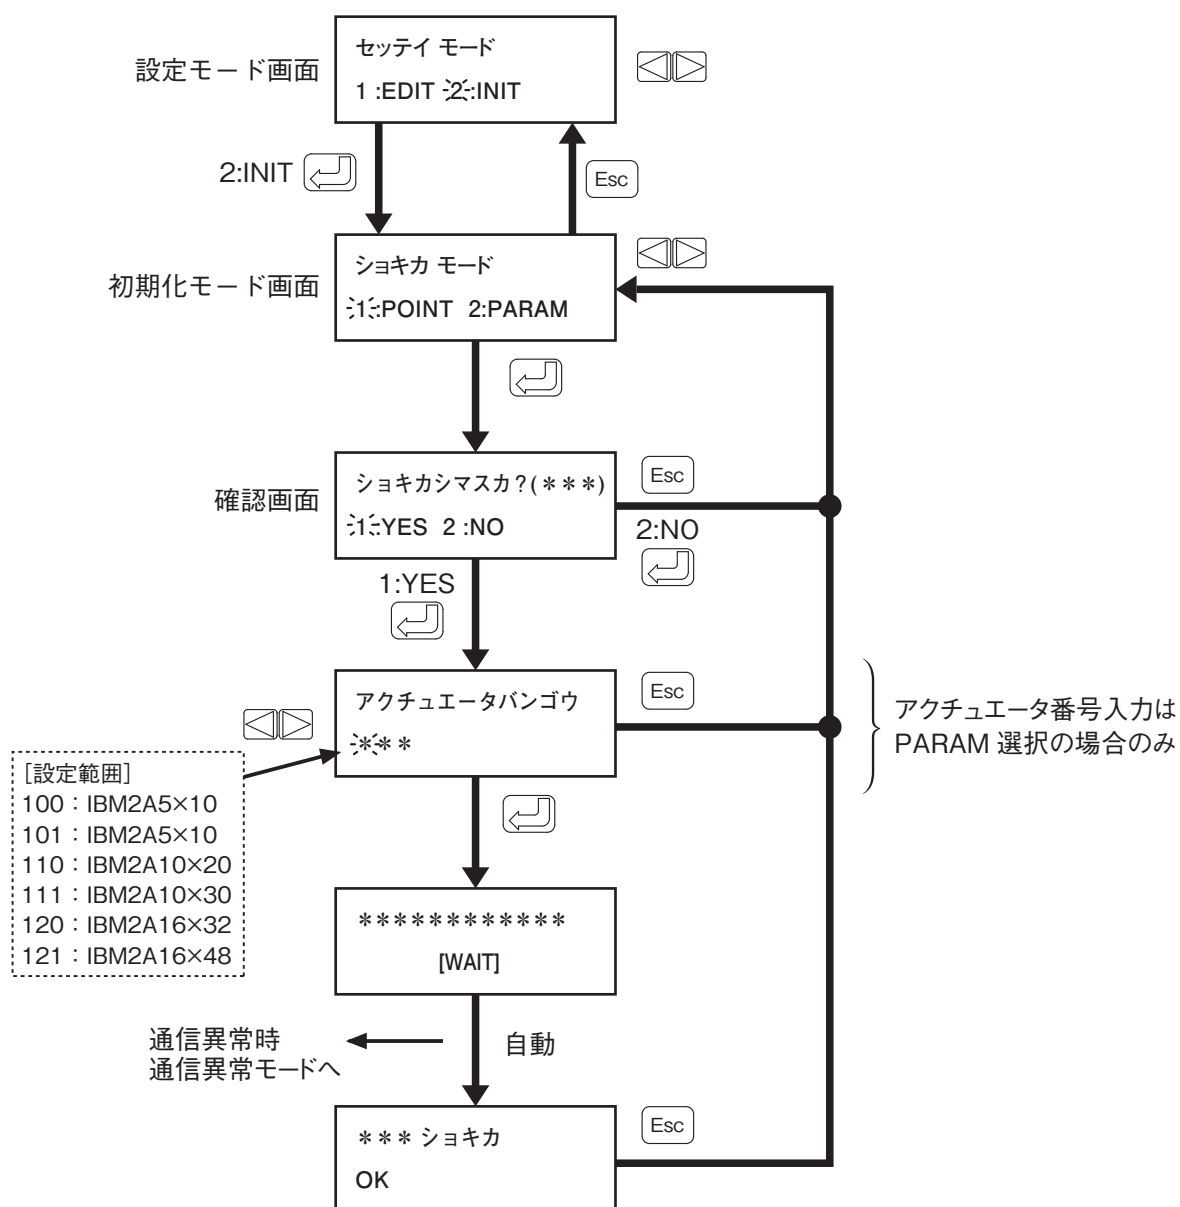 セッテイ モード
設定モード画面
1 :EDIT 2:INIT
2:INIT
Esc
ショキカ モード
初期化モード画面
1:POINT 2:PARAM
ショキカシマスカ?(＊＊＊)
Esc
確認画面
1:YES 2 :NO
2:NO
1:YES
アクチュエータバンゴウ
Esc
＊＊＊
アクチュエータ番号入力は
PARAM 選択の場合のみ
[設定範囲]
100：IBM2A5×10
101：IBM2A5×10
110：IBM2A10×20
111：IBM2A10×30
120：IBM2A16×32
121：IBM2A16×48
＊＊＊＊＊＊＊＊＊＊＊＊
[WAIT]
通信異常時
通信異常モードへ
自動
＊＊＊ ショキカ
Esc
OK